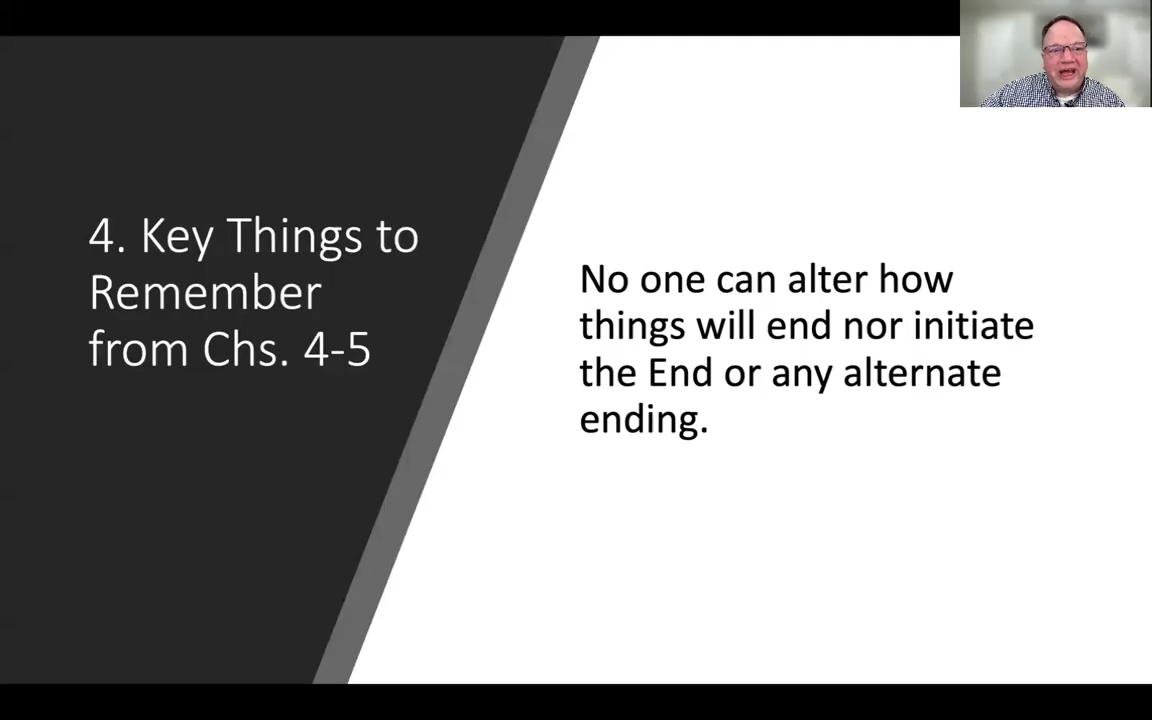 4. Key Things to
Remember
from Chs. 4-5
No one can alter how
things will end nor initiate
the End or any alternate
ending.